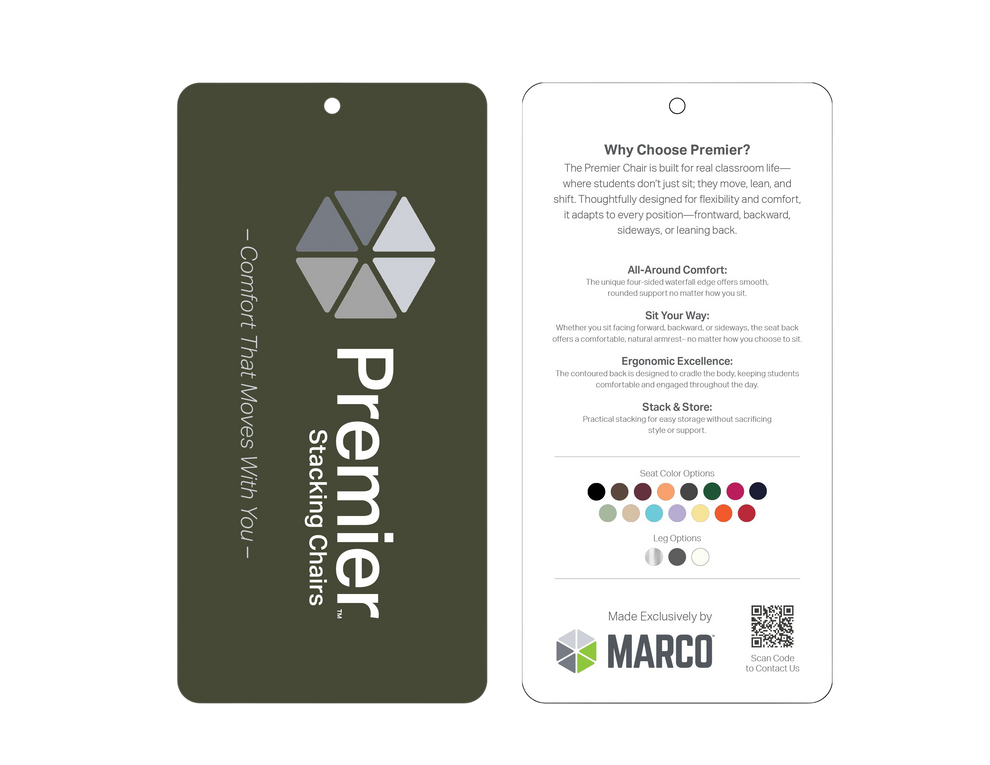 – Comfort That Moves With You –
Premier™
Stacking Chairs
Why Choose Premier?
The Premier Chair is built for real classroom life—
where students don't just sit; they move, lean, and
shift. Thoughtfully designed for flexibility and comfort,
it adapts to every position—frontward, backward,
sideways, or leaning back.
All-Around Comfort:
The unique four-sided waterfall edge offers smooth,
rounded support no matter how you sit.
Sit Your Way:
Whether you sit facing forward, backward, or sideways, the seat back
offers a comfortable, natural armrest– no matter how you choose to sit.
Ergonomic Excellence:
The contoured back is designed to cradle the body, keeping students
comfortable and engaged throughout the day.
Stack & Store:
Practical stacking for easy storage without sacrificing
style or support.
Seat Color Options
Leg Options
Made Exclusively by
MARCO
Scan Code
to Contact Us